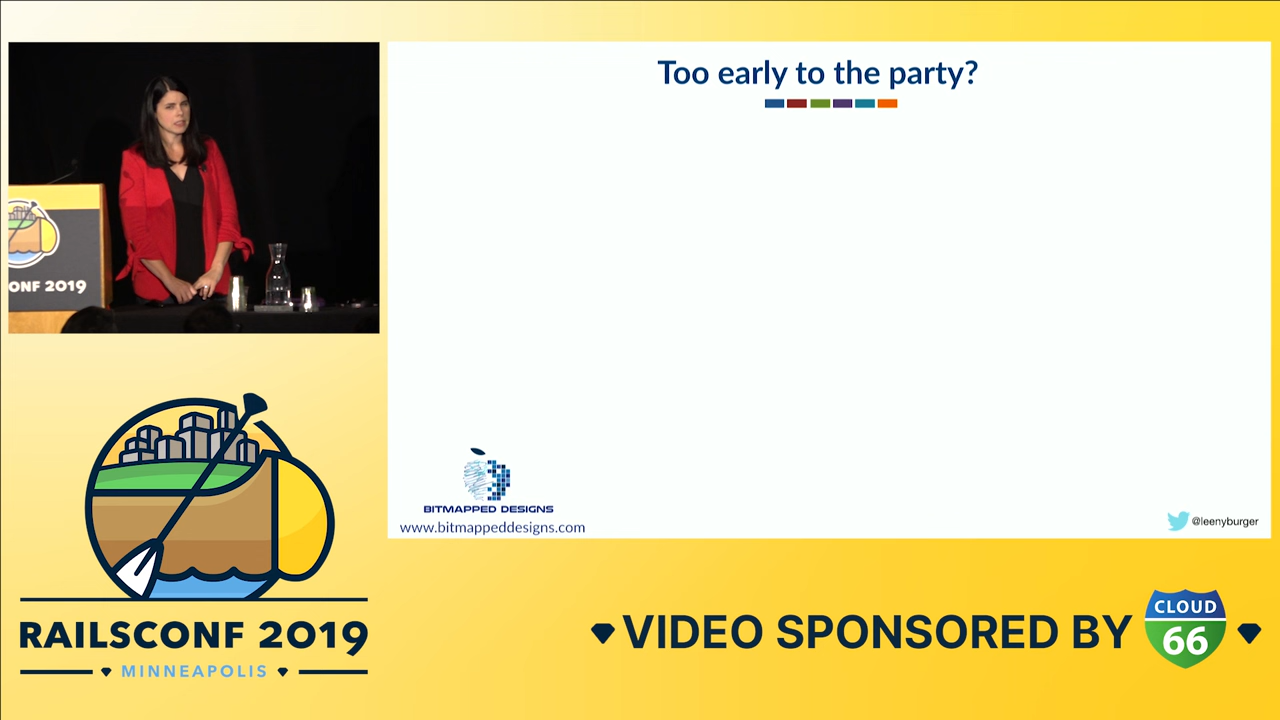 Too early to the party?
ONF 2019
BITMAPPED DESIGNS
www.bitmappeddesigns.com
@leenyburger
RAILSCONF 2019
MINNEAPOLIS
VIDEO SPONSORED BY
CLOUD
66